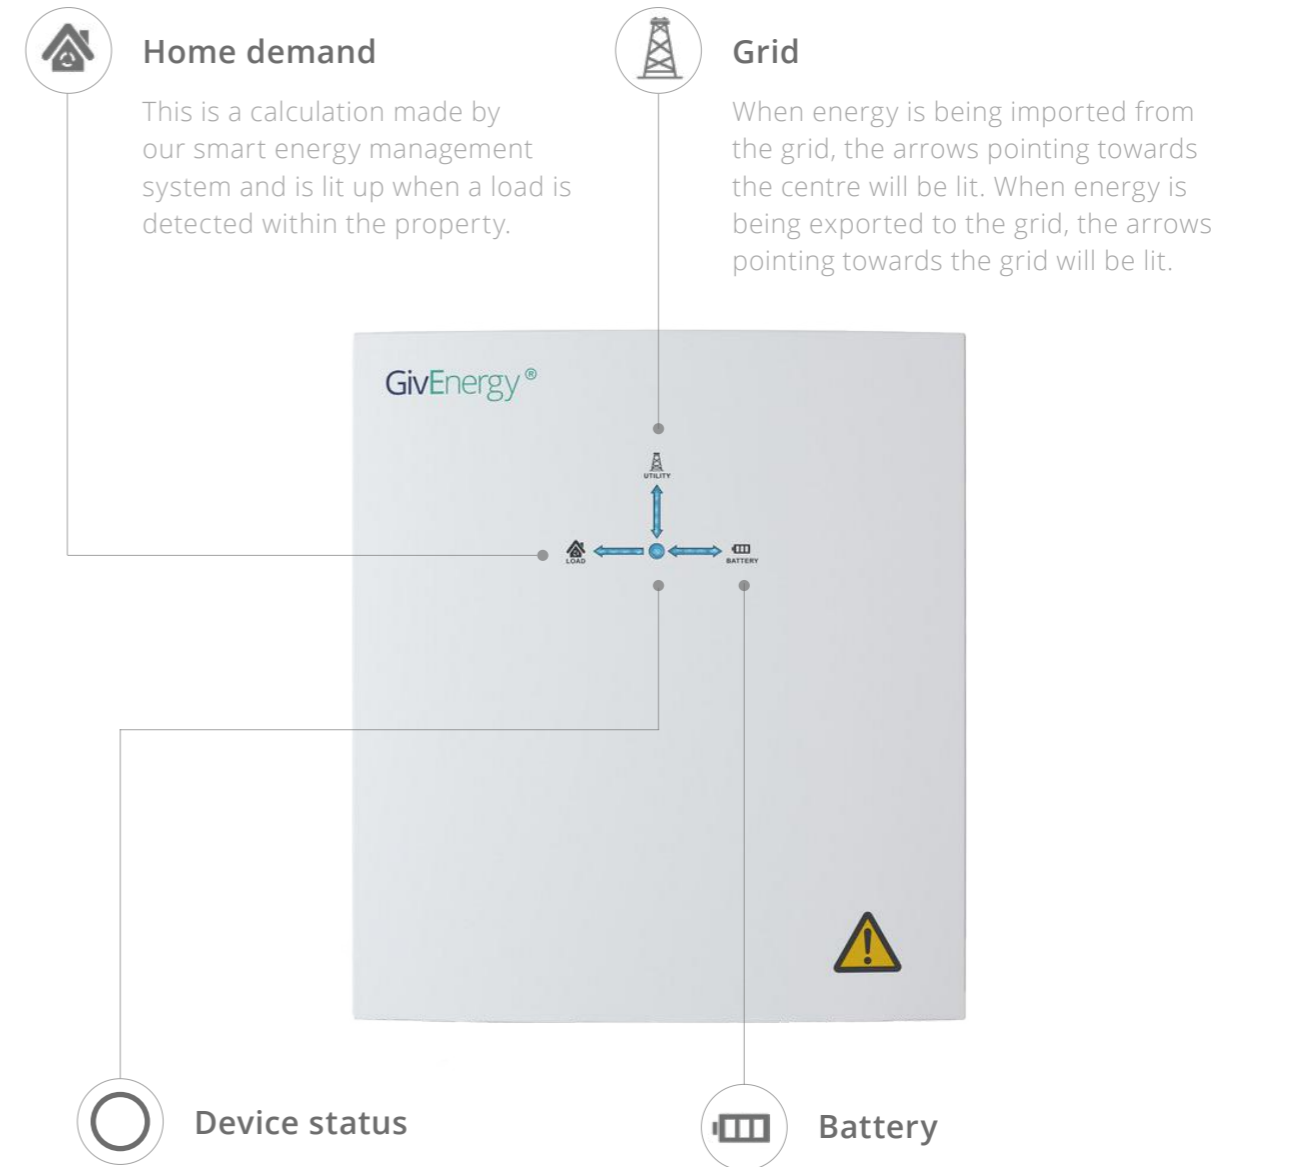 Home demand
This is a calculation made by
our smart energy management
system and is lit up when a load is
detected within the property.
Grid
When energy is being imported from
the grid, the arrows pointing towards
the centre will be lit. When energy is
being exported to the grid, the arrows
pointing towards the grid will be lit.
GivEnergy®
UTILITY
LOAD
BATTERY
Device status
Battery